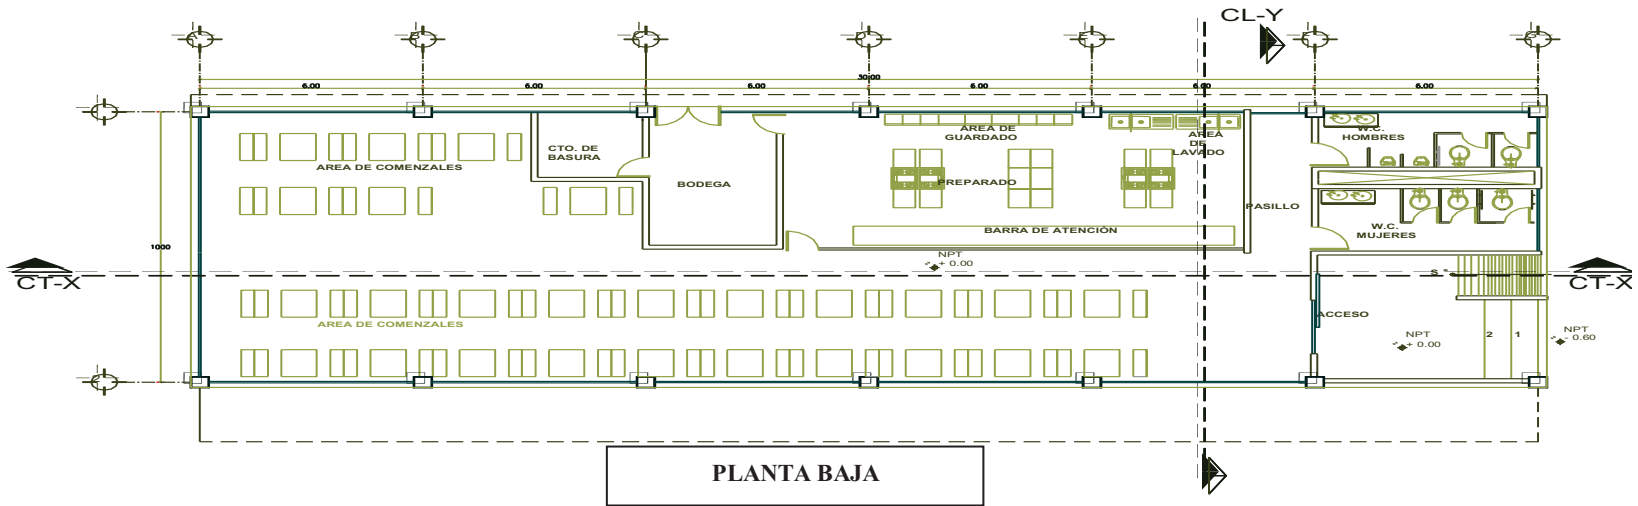 CL-Y
A
B
C
D
E
F
G
30.00
6.00
6.00
6.00
6.00
6.00
6.00
AREA DE COMENZALES
CTO. DE
BASURA
BODEGA
AREA DE
GUARDADO
AREA
DE
LAVADO
PREPARADO
BARRA DE ATENCIÓN
PASILLO
W.C.
HOMBRES
W.C.
MUJERES
1000
NPT
+ 0.00
CT-X
CT-X
S
AREA DE COMENZALES
ACCESO
NPT
+ 0.00
2
1
NPT
- 0.60
PLANTA BAJA